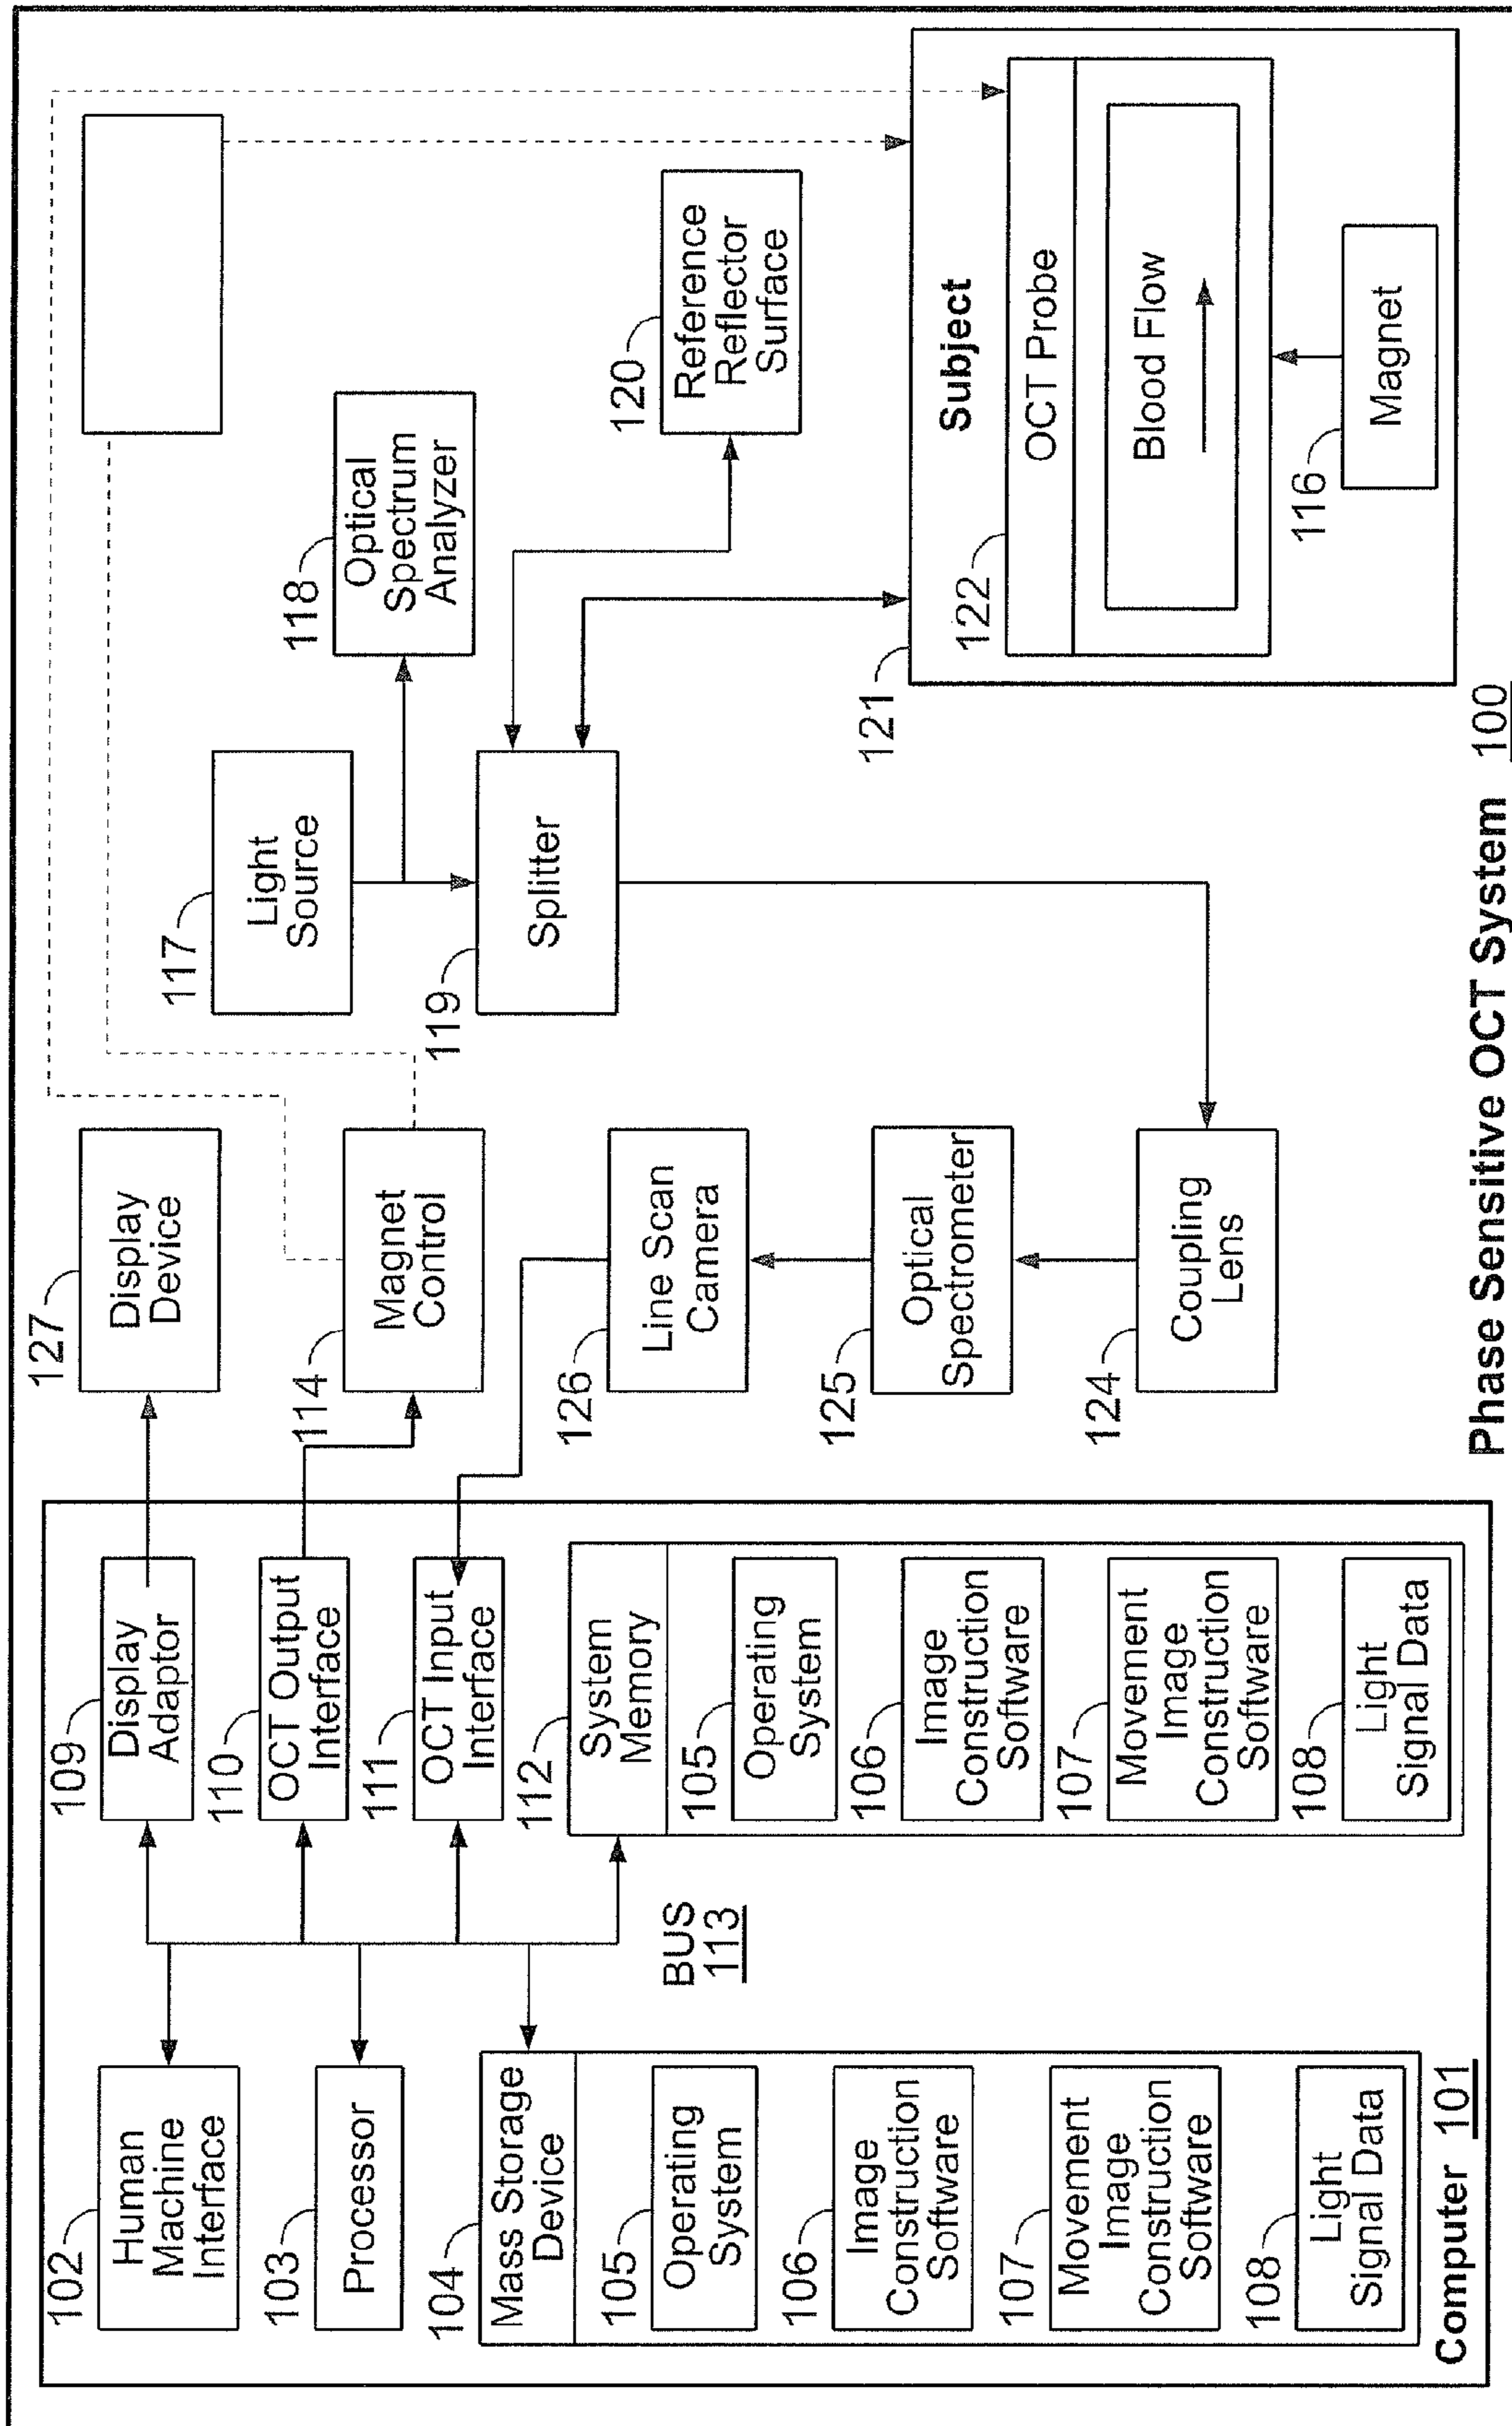 102
Human
Machine
Interface
103
Processor
104
Mass Storage
Device
105
Operating
System
106
Image
Construction
Software
107
Movement
Image
Construction
Software
108
Light
Signal Data
Computer 101
BUS
113
109
Display
Adaptor
110
OCT Output
Interface
111
OCT Input
Interface
112
System
Memory
105
Operating
System
106
Image
Construction
Software
107
Movement
Image
Construction
Software
108
Light
Signal Data
127
Display
Device
114
Magnet
Control
126
Line Scan
Camera
125
Optical
Spectrometer
124
Coupling
Lens
117
Light
Source
119
Splitter
118
Optical
Spectrum
Analyzer
120
Reference
Reflector
Surface
121
Subject
122
OCT Probe
Blood Flow
116
Magnet
Phase Sensitive OCT System 100